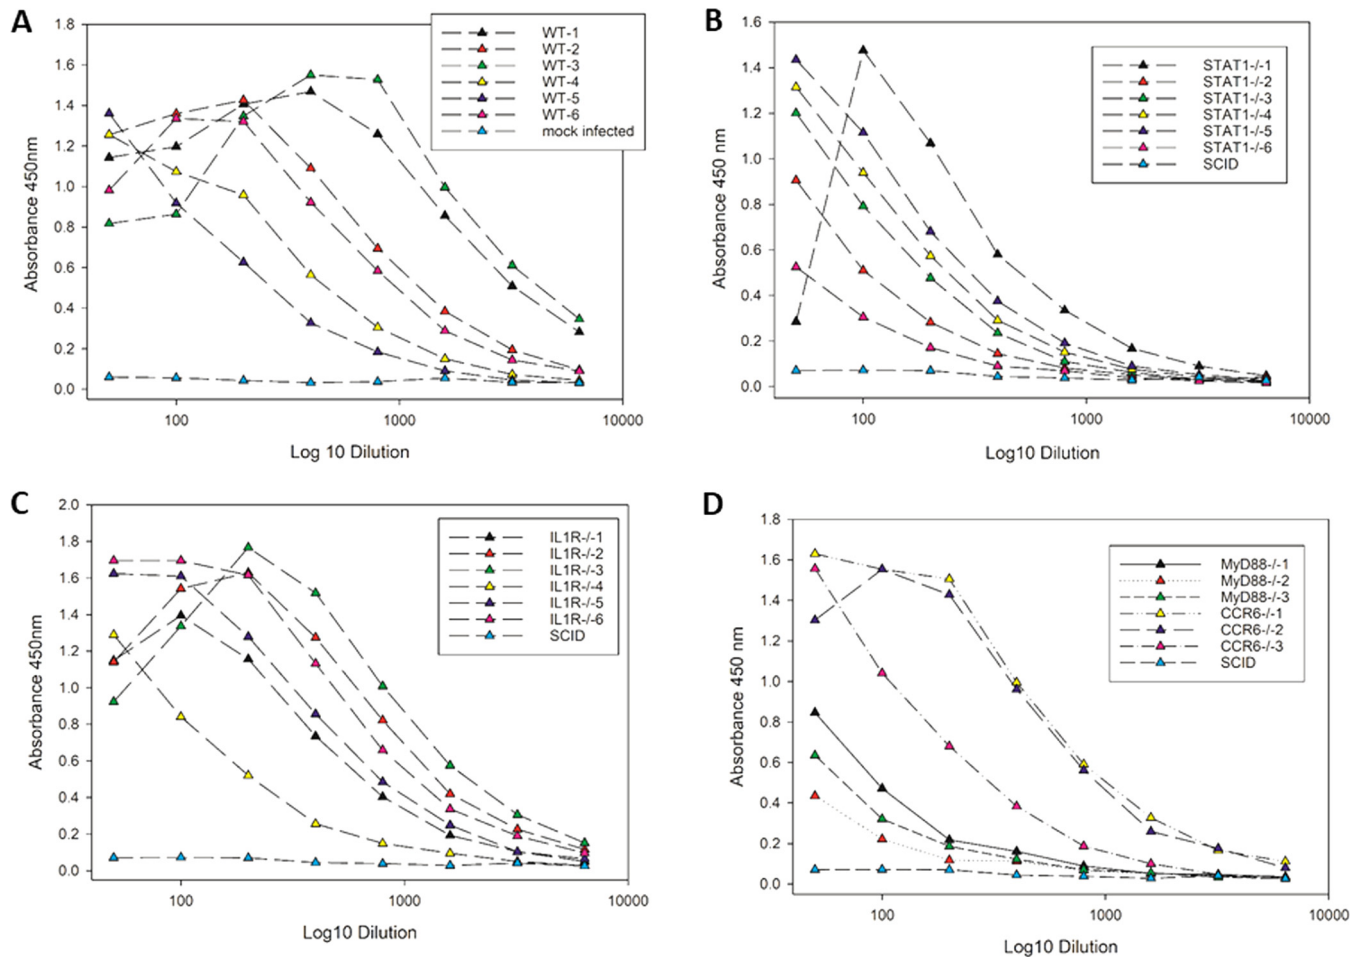 A
1.8
1.6
1.4
1.2
1.0
0.8
0.6
0.4
0.2
0.0
Absorbance 450nm
100
1000
10000
Log 10 Dilution
WT-1
WT-2
WT-3
WT-4
WT-5
WT-6
mock infected
B
1.6
1.4
1.2
1.0
0.8
0.6
0.4
0.2
0.0
Absorbance 450 nm
100
1000
10000
Log10 Dilution
STAT1-/-1
STAT1-/-2
STAT1-/-3
STAT1-/-4
STAT1-/-5
STAT1-/-6
SCID
C
2.0
1.8
1.6
1.4
1.2
1.0
0.8
0.6
0.4
0.2
0.0
Absorbance 450nm
100
1000
10000
Log10 Dilution
IL1R-/-1
IL1R-/-2
IL1R-/-3
IL1R-/-4
IL1R-/-5
IL1R-/-6
SCID
D
1.8
1.6
1.4
1.2
1.0
0.8
0.6
0.4
0.2
0.0
Absorbance 450 nm
100
1000
10000
Log10 Dilution
MyD88-/-1
MyD88-/-2
MyD88-/-3
CCR6-/-1
CCR6-/-2
CCR6-/-3
SCID